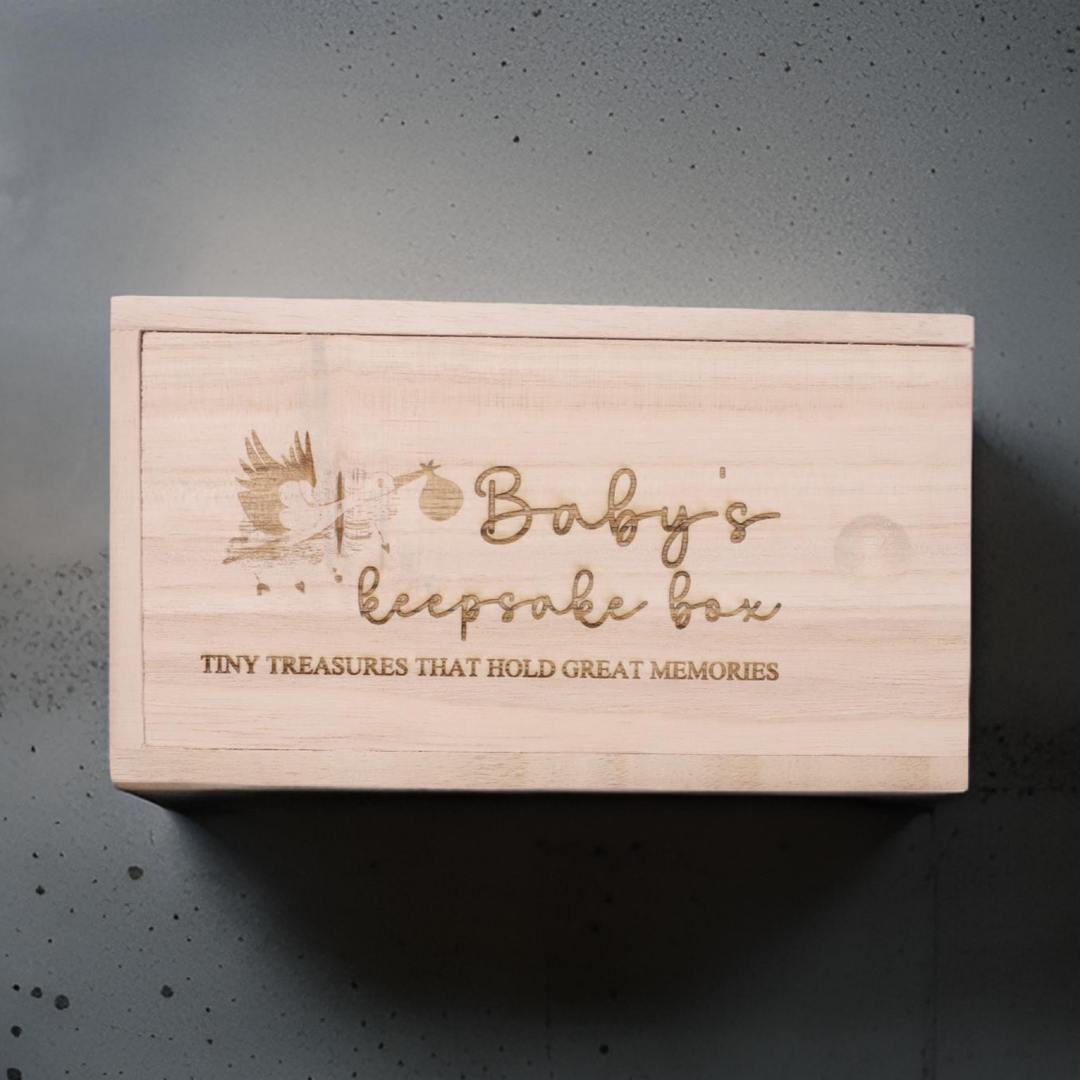 Baby's
keepsake box
TINY TREASURES THAT HOLD GREAT MEMORIES